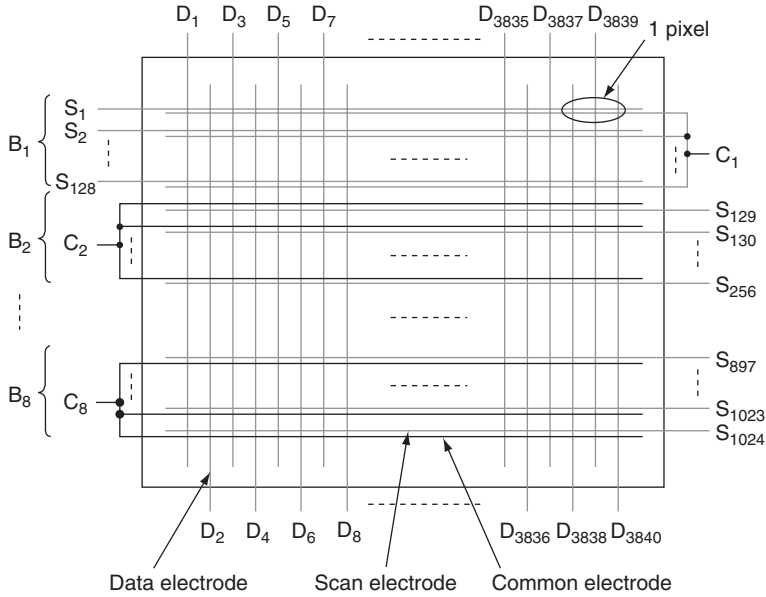 D1 D3 D5 D7 D3835 D3837 D3839
1 pixel
S1
B1 S2
C1
S128
S129
B2 C2 S130
S256
S897
B8 C8
S1023
S1024
D2 D4 D6 D8 D3836 D3838 D3840
Data electrode Scan electrode Common electrode